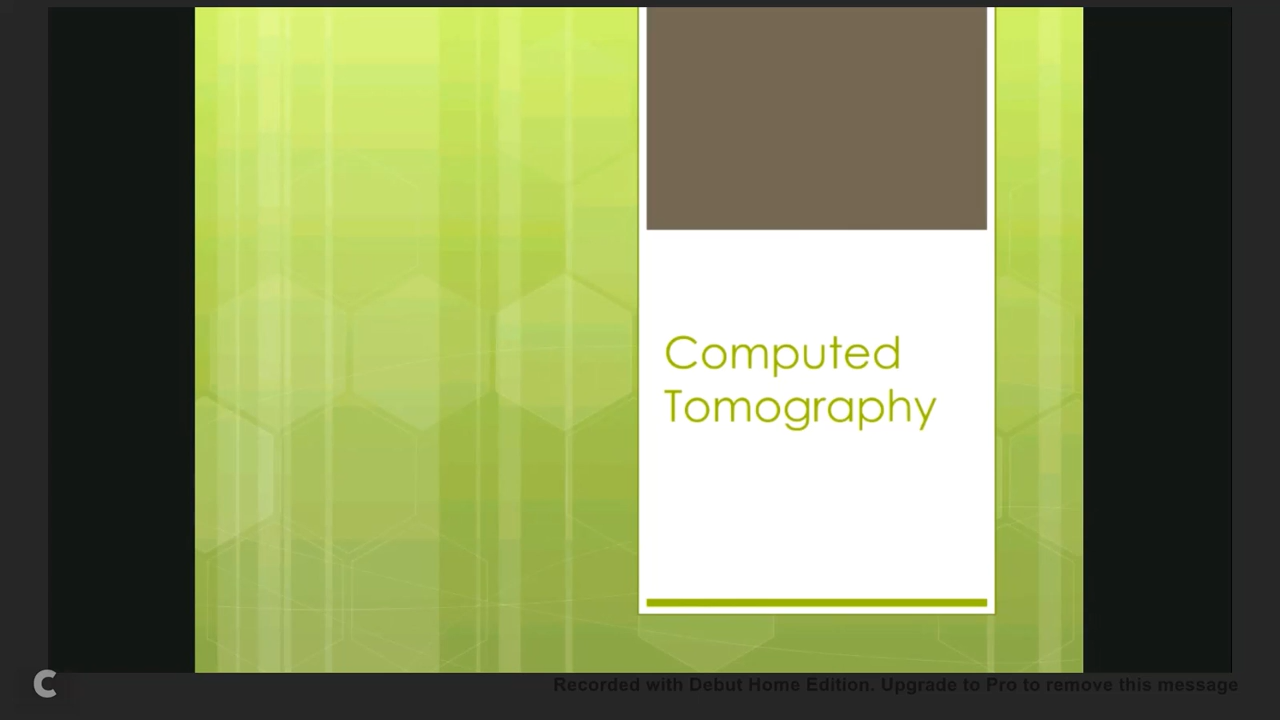 Computed
Tomography
C
Recorded with Debut Home Edition. Upgrade to Pro to remove this message